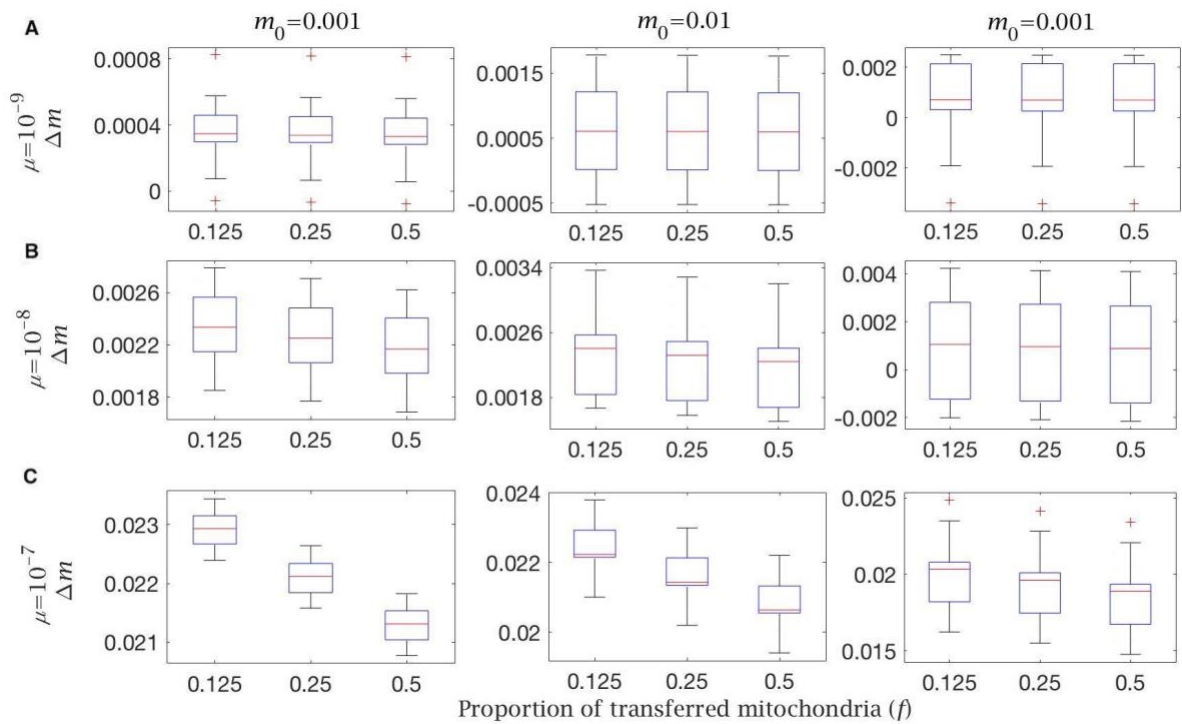 m0=0.001 m0=0.01 m0=0.001
A
μ=10⁻⁹
Δm
0.0008
0.0004
0
0.125 0.25 0.5
0.0015
0.0005
-0.0005
0.125 0.25 0.5
0.002
0
-0.002
0.125 0.25 0.5
B
μ=10⁻⁸
Δm
0.0026
0.0022
0.0018
0.125 0.25 0.5
0.0034
0.0026
0.0018
0.125 0.25 0.5
0.004
0.002
0
-0.002
0.125 0.25 0.5
C
μ=10⁻⁷
Δm
0.023
0.022
0.021
0.125 0.25 0.5
0.024
0.022
0.02
0.125 0.25 0.5
0.025
0.02
0.015
0.125 0.25 0.5
Proportion of transferred mitochondria (f)